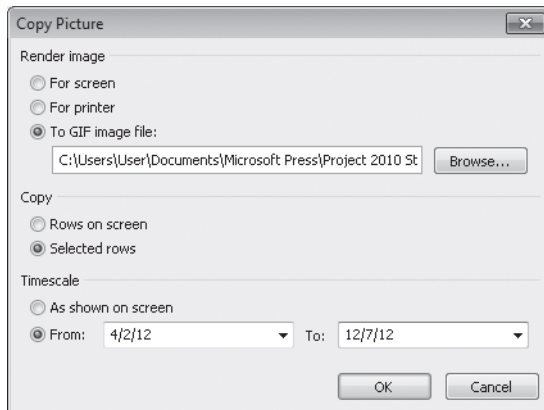 Copy Picture
Render image
For screen
For printer
To GIF image file:
C:\Users\User\Documents\Microsoft Press\Project 2010 St
Browse...
Copy
Rows on screen
Selected rows
Timescale
As shown on screen
From: 4/2/12 To: 12/7/12
OK Cancel